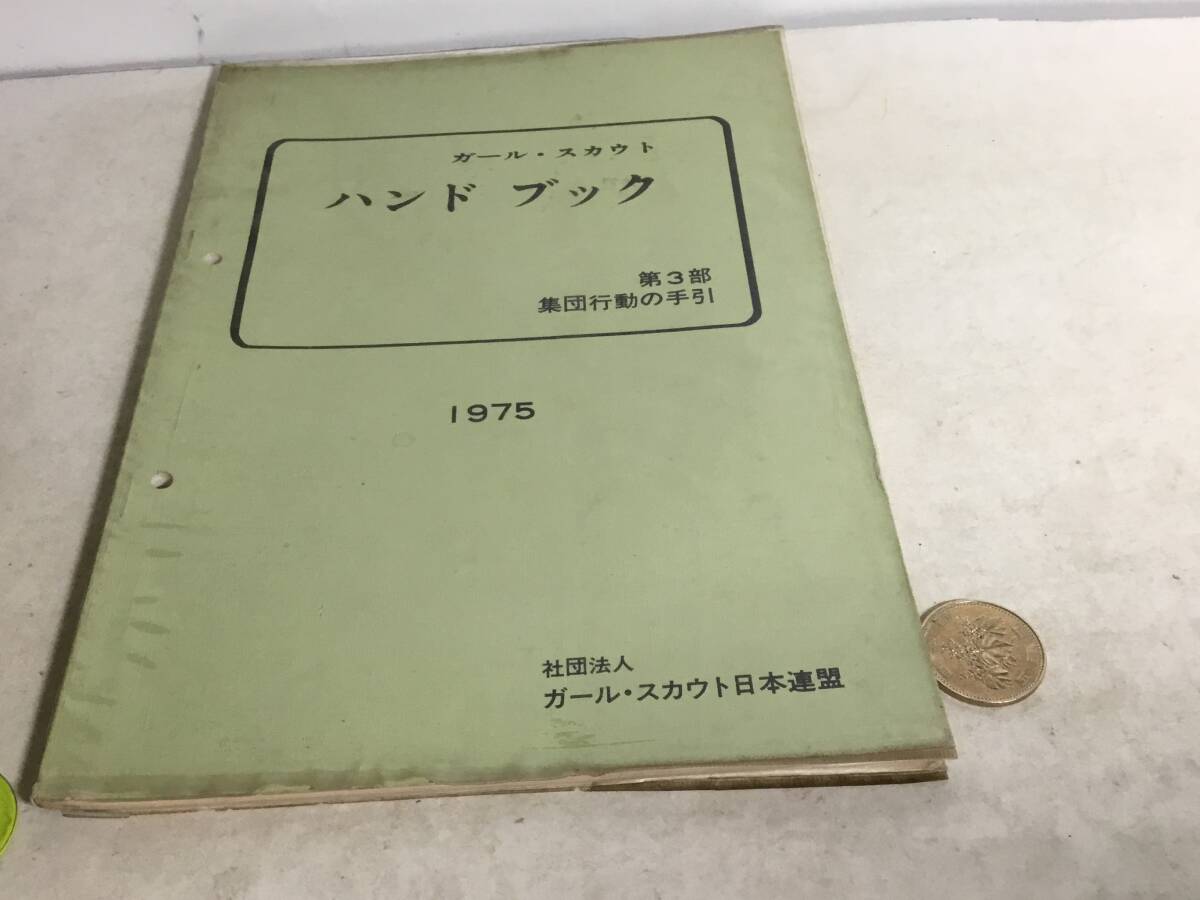 ガール・スカウト
ハンド ブック
第3部
集団行動の手引
1975
社団法人
ガール・スカウト日本連盟